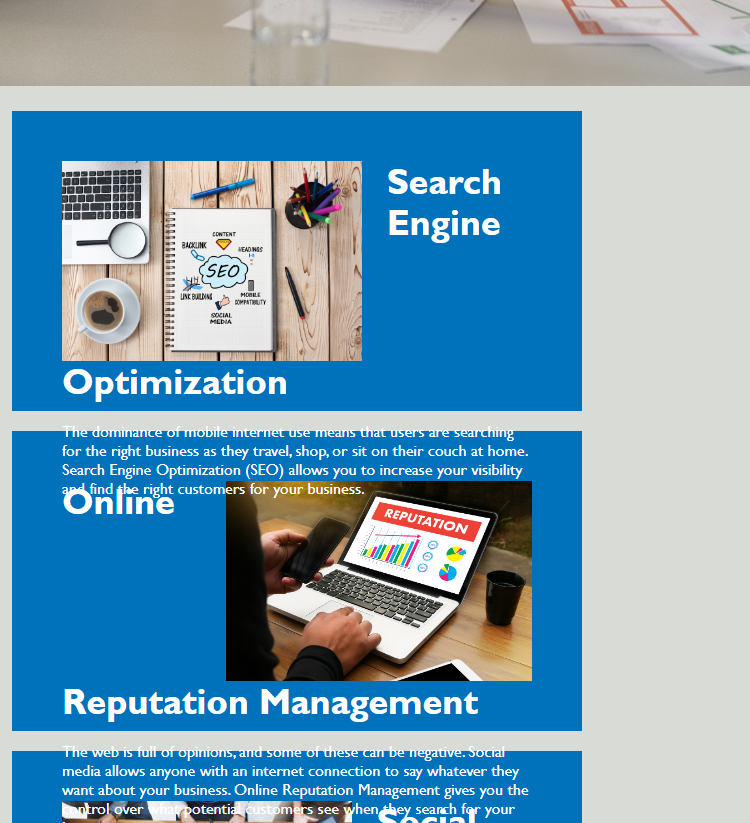 Search
Engine
CONTENT
BACKLINK
HEADINGS
SEO
LINK BUILDING
MOBILE
COMPATIBILITY
SOCIAL
MEDIA
Optimization
The dominance of mobile internet use means that users are searching
for the right business as they travel, shop, or sit on their couch at home.
Search Engine Optimization (SEO) allows you to increase your visibility
and find the right customers for your business.
Online
REPUTATION
Reputation Management
The web is full of opinions, and some of these can be negative. Social
media allows anyone with an internet connection to say whatever they
want about your business. Online Reputation Management gives you the
control over what potential customers see when they search for your
Social